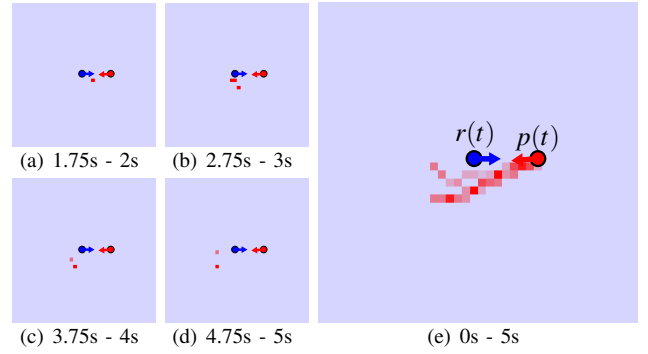 r(t) p(t)
(a) 1.75s - 2s (b) 2.75s - 3s
(c) 3.75s - 4s (d) 4.75s - 5s (e) 0s - 5s